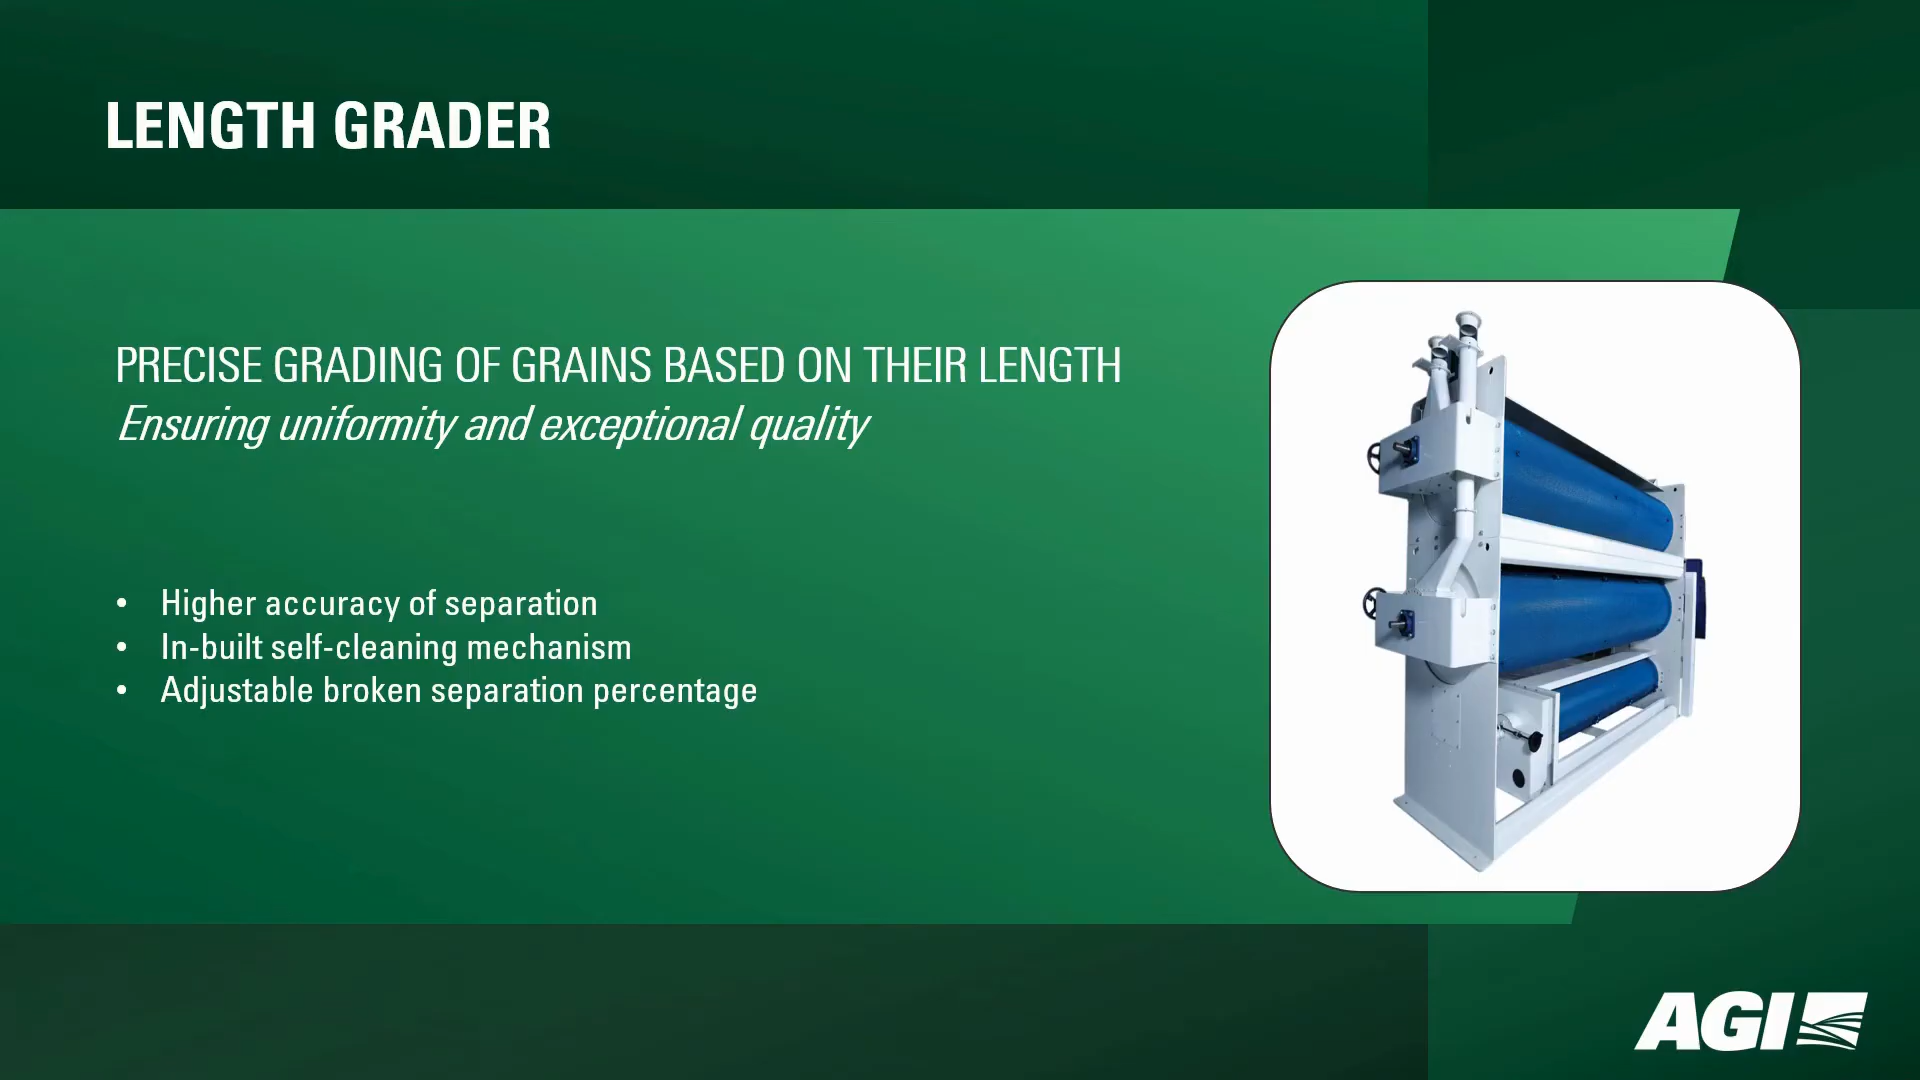 LENGTH GRADER
PRECISE GRADING OF GRAINS BASED ON THEIR LENGTH
Ensuring uniformity and exceptional quality
• Higher accuracy of separation
• In-built self-cleaning mechanism
• Adjustable broken separation percentage
AGI